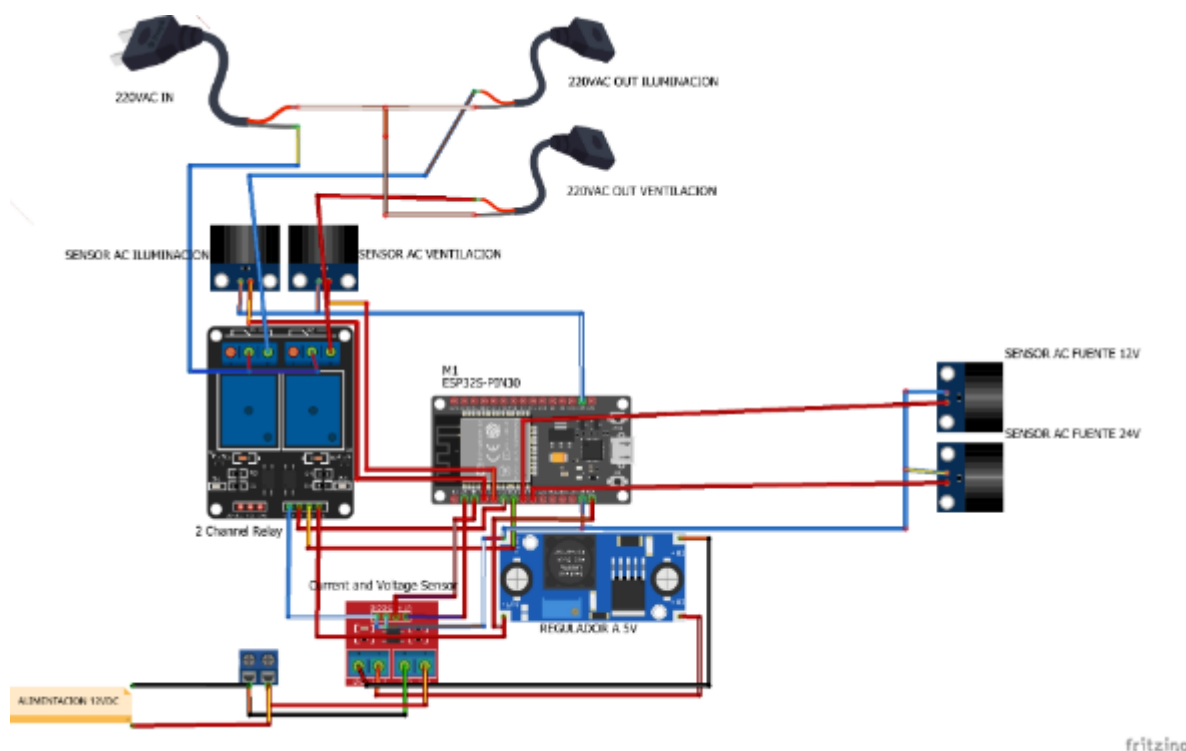 220VAC IN
220VAC OUT ILUMINACION
220VAC OUT VENTILACION
SENSOR AC ILUMINACION
SENSOR AC VENTILACION
SENSOR AC FUENTE 12V
M1
ESP32S-PIN30
SENSOR AC FUENTE 24V
2 Channel Relay
Current and Voltage Sensor
REGULADOR A 5V
ALIMENTACION 12VDC
fritzing